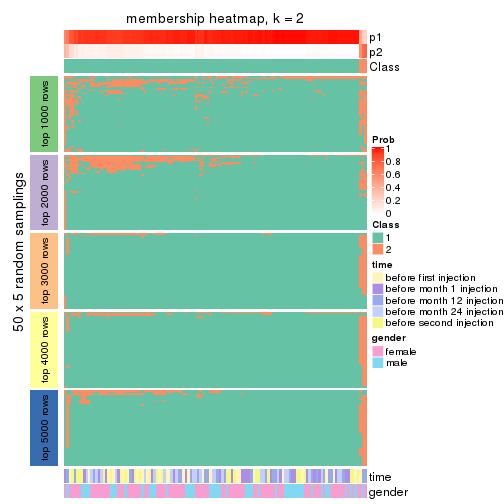 membership heatmap, k = 2
p1
p2
Class
50 x 5 random samplings
top 1000 rows
top 2000 rows
top 3000 rows
top 4000 rows
top 5000 rows
time
gender
Prob
1
0.8
0.6
0.4
0.2
0
Class
1
2
time
before first injection
before month 1 injection
before month 12 injection
before month 24 injection
before second injection
gender
female
male